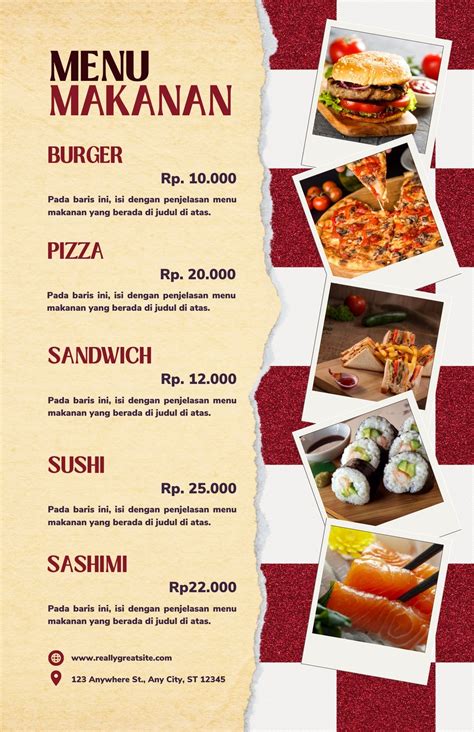 MENU
MAKANAN
BURGER
Rp. 10.000
Pada baris ini, isi dengan penjelasan menu
makanan yang berada di judul di atas.
PIZZA
Rp. 20.000
Pada baris ini, isi dengan penjelasan menu
makanan yang berada di judul di atas.
SANDWICH
Rp. 12.000
Pada baris ini, isi dengan penjelasan menu
makanan yang berada di judul di atas.
SUSHI
Rp. 25.000
Pada baris ini, isi dengan penjelasan menu
makanan yang berada di judul di atas.
SASHIMI
Rp22.000
Pada baris ini, isi dengan penjelasan menu
makanan yang berada di judul di atas.
www.reallygreatsite.com
123 Anywhere St., Any City, ST 12345